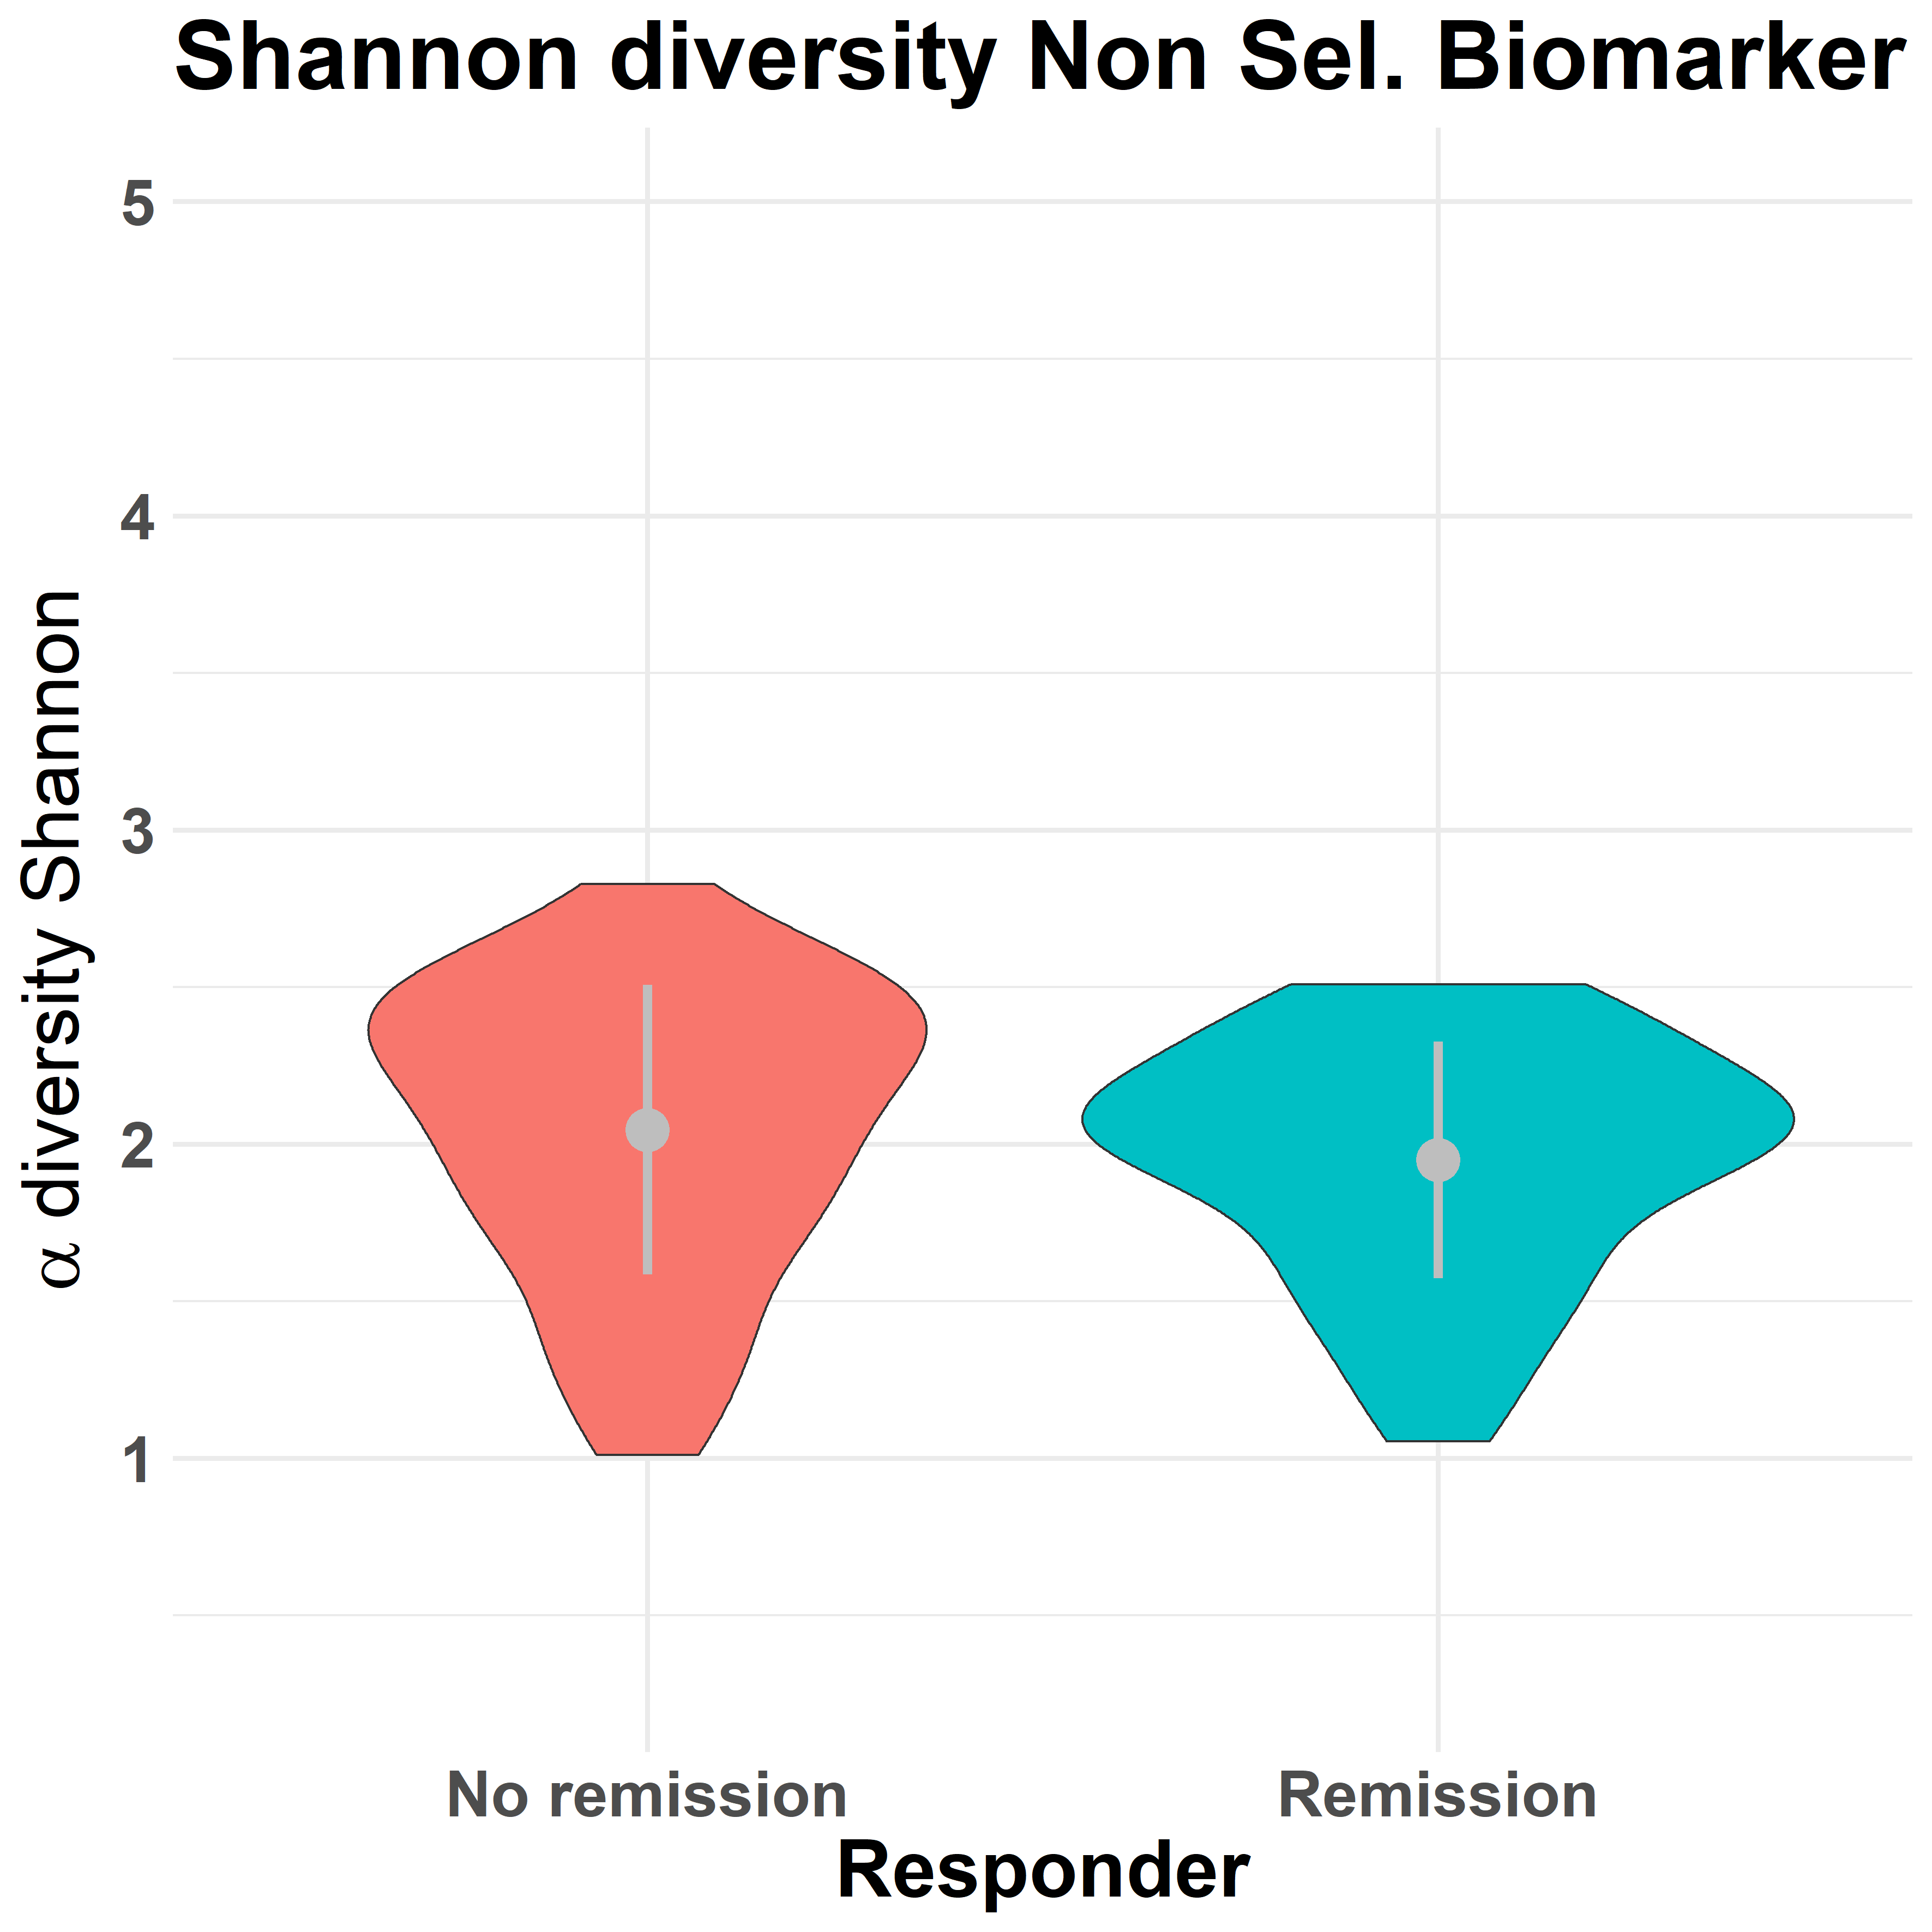 Shannon diversity Non Sel. Biomarker
α diversity Shannon
5
4
3
2
1
No remission
Remission
Responder